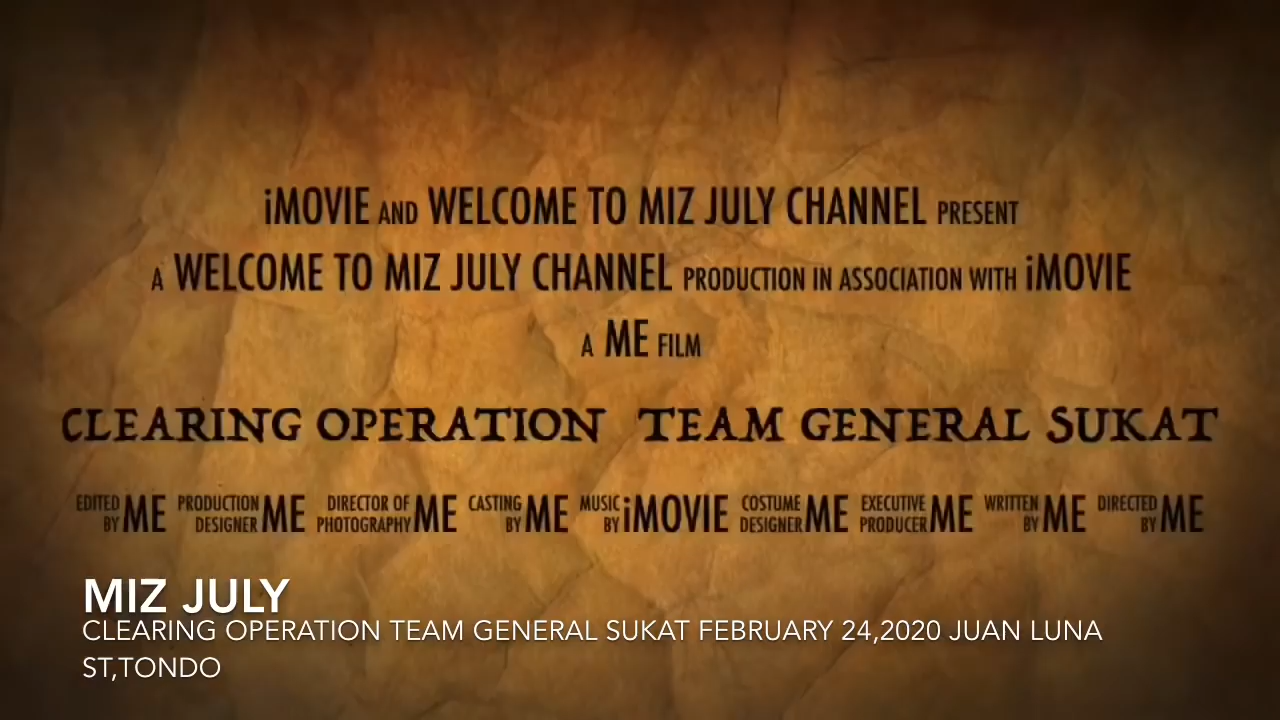 iMOVIE AND WELCOME TO MIZ JULY CHANNEL PRESENT
A WELCOME TO MIZ JULY CHANNEL PRODUCTION IN ASSOCIATION WITH iMOVIE
A ME FILM
CLEARING OPERATION TEAM GENERAL SUKAT
EDITED BY ME PRODUCTION DESIGNER ME DIRECTOR OF PHOTOGRAPHY ME CASTING BY ME MUSIC BY iMOVIE COSTUME DESIGNER ME EXECUTIVE PRODUCER ME WRITTEN BY ME DIRECTED BY ME
MIZ JULY
CLEARING OPERATION TEAM GENERAL SUKAT FEBRUARY 24,2020 JUAN LUNA
ST,TONDO